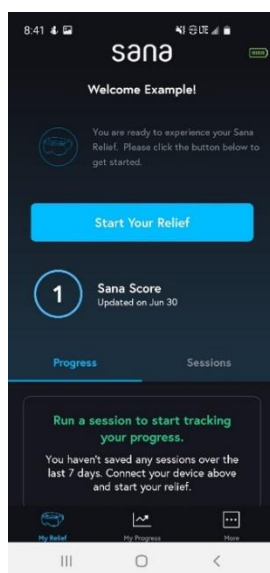 8:41
LTE
sana
Welcome Example!
You are ready to experience your Sana
Relief. Please click the button below to
get started.
Start Your Relief
1
Sana Score
Updated on Jun 30
Progress
Sessions
Run a session to start tracking
your progress.
You haven't saved any sessions over the
last 7 days. Connect your device above
and start your relief.
My Relief
My Progress
More